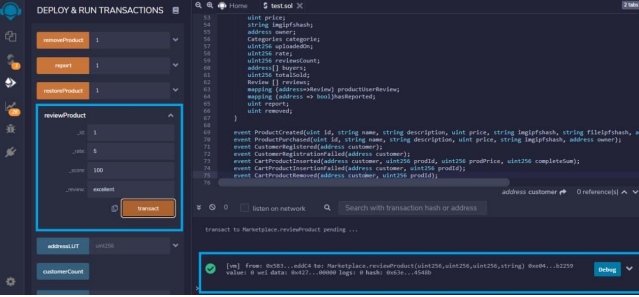 DEPLOY & RUN TRANSACTIONS
removeProduct 1
report 1
restoreProduct 1
reviewProduct
_id: 1
_rate: 5
_score: 100
_review: excellent
transact
addressLUT uint256
customerCount
Home test.sol 2 tabs
53 uint price;
54 string imgipfshash;
55 address owner;
56 Categories categorie;
57 uint256 uploadedOn;
58 uint256 rate;
59 uint256 reviewsCount;
60 address[] buyers;
61 uint256 totalSold;
62 Review [] reviews;
63 mapping (address=>Review) productUserReview;
64 mapping (address => bool)hasReported;
65 uint report;
66 uint removed;
67 }
68
69 event ProductCreated(uint id, string name, string description, uint price, string imgipfshash, string fileipfshash, a
70 event ProductPurchased(uint id, string name, string description, uint price, string imgipfshash, address owner);
71 event CustomerRegistered(address customer);
72 event CustomerRegistrationFailed(address customer);
73 event CartProductInserted(address customer, uint256 prodId, uint256 prodPrice, uint256 completeSum);
74 event CartProductInsertionFailed(address customer, uint256 prodId);
75 event CartProductRemoved(address customer, uint256 prodId);
76
address customer 0 reference(s)
0 listen on network Search with transaction hash or address
transact to Marketplace.reviewProduct pending ...
[vm] from: 0x5B3...eddC4 to: Marketplace.reviewProduct(uint256,uint256,uint256,string) 0xe04...b2259
value: 0 wei data: 0x427...00000 logs: 0 hash: 0x63e...4548b
Debug